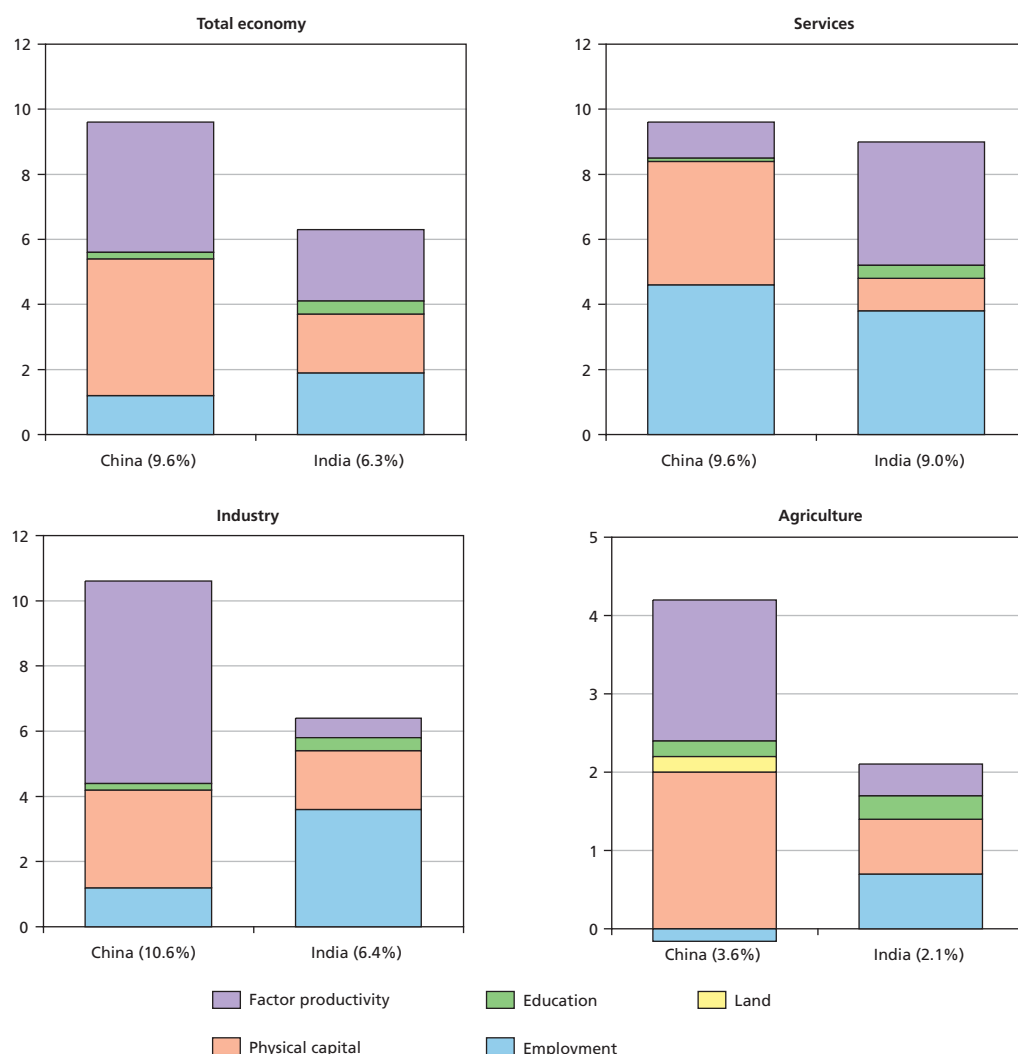 Total economy
12
10
8
6
4
2
0
China (9.6%) India (6.3%)
Services
12
10
8
6
4
2
0
China (9.6%) India (9.0%)
Industry
12
10
8
6
4
2
0
China (10.6%) India (6.4%)
Agriculture
5
4
3
2
1
0
China (3.6%) India (2.1%)
Factor productivity Education Land
Physical capital Employment